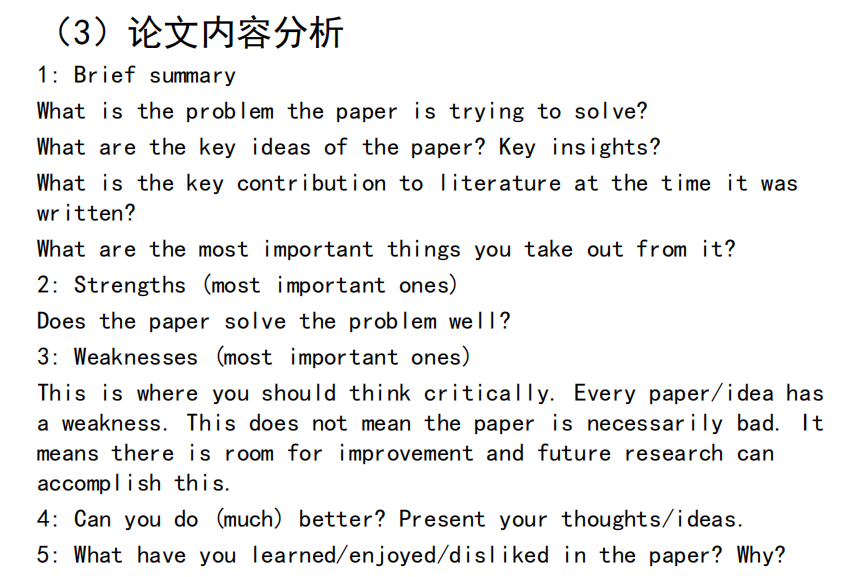 （3）论文内容分析
1: Brief summary
What is the problem the paper is trying to solve?
What are the key ideas of the paper? Key insights?
What is the key contribution to literature at the time it was
written?
What are the most important things you take out from it?
2: Strengths (most important ones)
Does the paper solve the problem well?
3: Weaknesses (most important ones)
This is where you should think critically. Every paper/idea has
a weakness. This does not mean the paper is necessarily bad. It
means there is room for improvement and future research can
accomplish this.
4: Can you do (much) better? Present your thoughts/ideas.
5: What have you learned/enjoyed/disliked in the paper? Why?